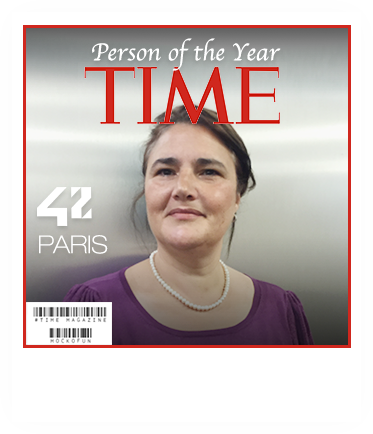 Person of the Year
TIME
42
PARIS
#TIME MAGAZINE
MOCKOFUN